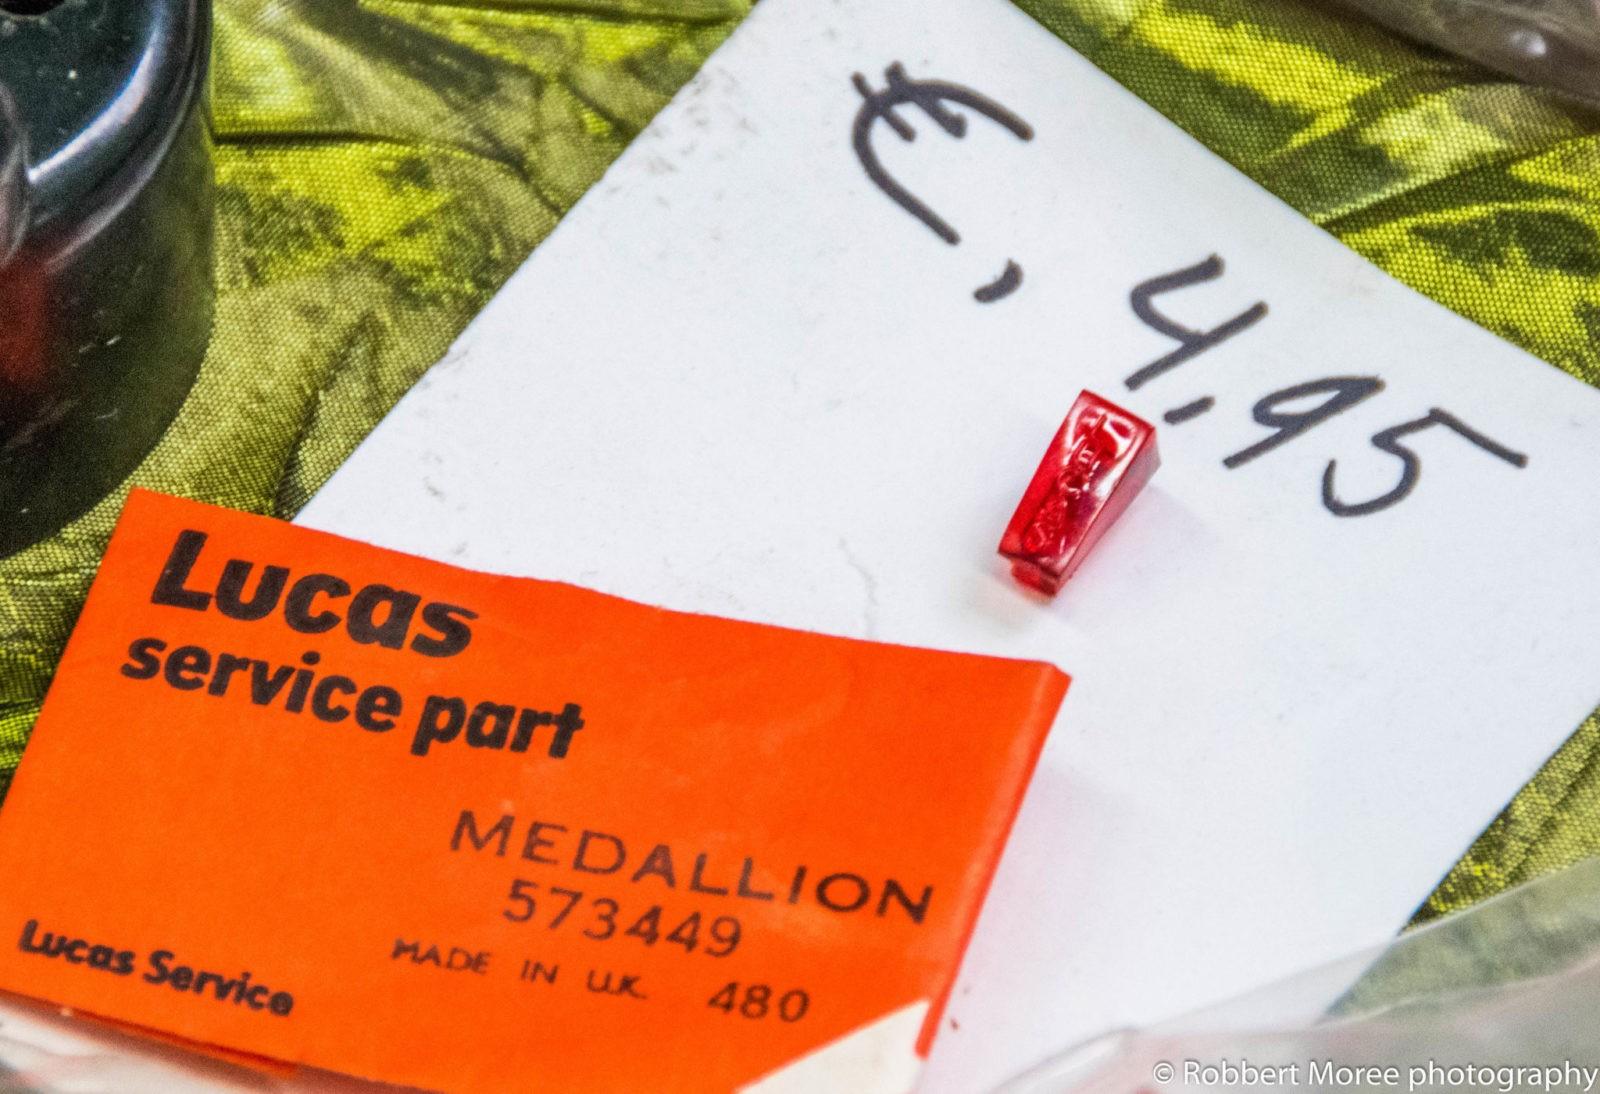 €, 4,95
Lucas
service part
MEDALLION
573449
MADE IN U.K. 480
Lucas Service
© Robbert Moree photography